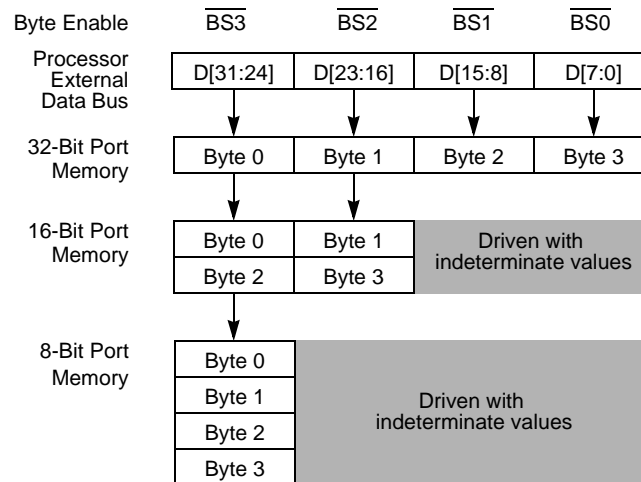 Byte Enable BS3 BS2 BS1 BS0
Processor
External
Data Bus
D[31:24] D[23:16] D[15:8] D[7:0]
32-Bit Port
Memory
Byte 0 Byte 1 Byte 2 Byte 3
16-Bit Port
Memory
Byte 0 Byte 1
Byte 2 Byte 3
Driven with
indeterminate values
8-Bit Port
Memory
Byte 0
Byte 1
Byte 2
Byte 3
Driven with
indeterminate values